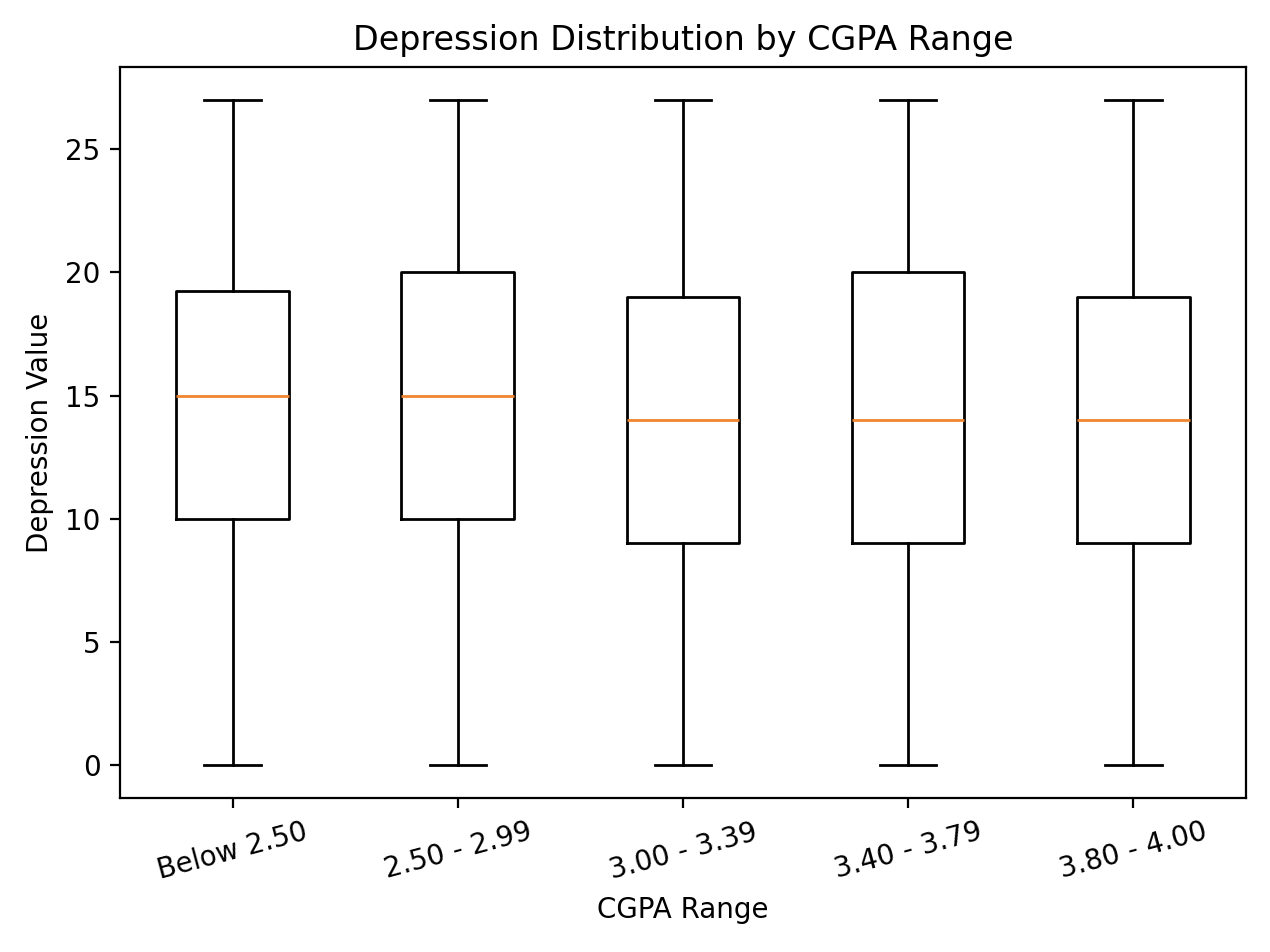 Depression Distribution by CGPA Range
Depression Value
25
20
15
10
5
0
Below 2.50
2.50 - 2.99
3.00 - 3.39
3.40 - 3.79
3.80 - 4.00
CGPA Range